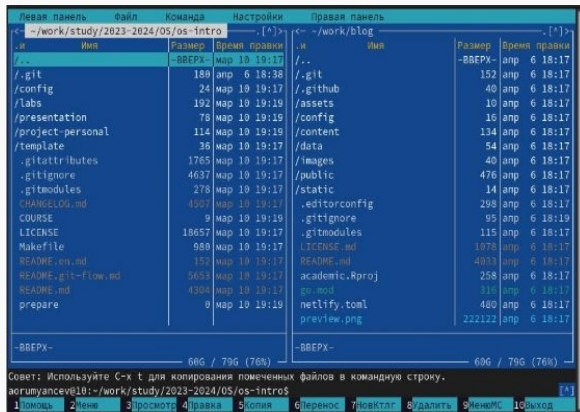 Левая панель Файл Команда Настройки Правая панель
<─ ~/work/study/2023-2024/OS/os-intro ─.[^]> <─ ~/work/blog ─.[^]>
.и Имя Размер Время правки .и Имя Размер Время правки
/.. -ВВЕРХ- мар 10 19:17 /.. -ВВЕРХ- апр 6 18:17
/.git 180 апр 6 18:38 /.git 152 апр 6 18:17
/config 24 мар 10 19:17 /.github 40 апр 6 18:17
/labs 192 мар 10 19:19 /assets 10 апр 6 18:17
/presentation 78 мар 10 19:19 /config 16 апр 6 18:17
/project-personal 114 мар 10 19:19 /content 134 апр 6 18:17
/template 36 мар 10 19:17 /data 54 апр 6 18:17
.gitattributes 1765 мар 10 19:17 /images 40 апр 6 18:17
.gitignore 4637 мар 10 19:17 /public 476 апр 6 18:17
.gitmodules 278 мар 10 19:17 /static 14 апр 6 18:17
CHANGELOG.md 4507 мар 10 19:17 .editorconfig 298 апр 6 18:17
COURSE 9 мар 10 19:19 .gitignore 95 апр 6 18:19
LICENSE 18657 мар 10 19:17 .gitmodules 115 апр 6 18:17
Makefile 980 мар 10 19:17 LICENSE.md 1078 апр 6 18:17
README.en.md 152 мар 10 19:17 README.md 4033 апр 6 18:17
README.git-flow.md 5653 мар 10 19:17 academic.Rproj 258 апр 6 18:17
README.md 4304 мар 10 19:17 go.mod 316 апр 6 18:17
prepare 0 мар 10 19:19 netlify.toml 480 апр 6 18:17
preview.png 222122 апр 6 18:17
-ВВЕРХ- -ВВЕРХ-
60G / 79G (76%) 60G / 79G (76%)
Совет: Используйте C-x t для копирования помеченных файлов в командную строку.
aorumyancev@10:~/work/study/2023-2024/OS/os-intro$ [^]
1Помощь 2Меню 3Просмотр 4Правка 5Копия 6Перенос 7НовКтлг 8Удалить 9МенюMC 10Выход